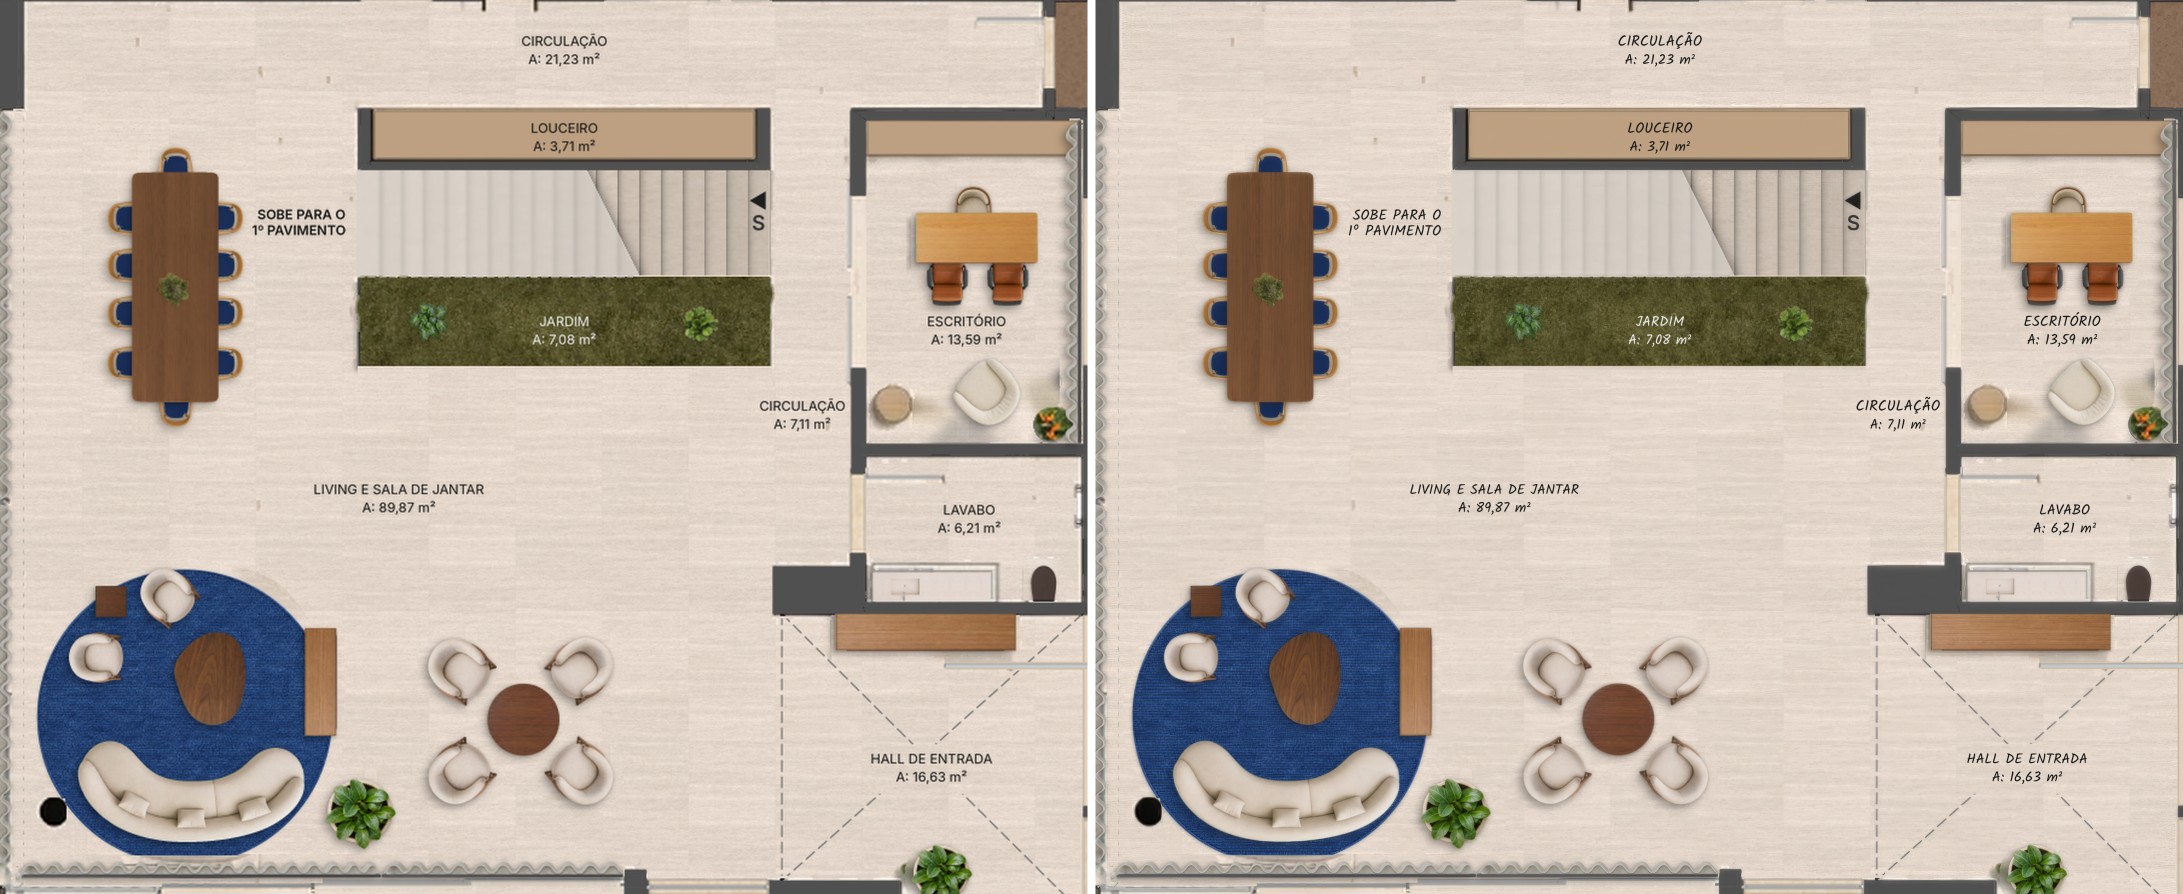 CIRCULAÇÃO
A: 21,23 m²
LOUCEIRO
A: 3,71 m²
SOBE PARA O
1º PAVIMENTO
S
JARDIM
A: 7,08 m²
ESCRITÓRIO
A: 13,59 m²
CIRCULAÇÃO
A: 7,11 m²
LIVING E SALA DE JANTAR
A: 89,87 m²
LAVABO
A: 6,21 m²
HALL DE ENTRADA
A: 16,63 m²
CIRCULAÇÃO
A: 21,23 m²
LOUCEIRO
A: 3,71 m²
SOBE PARA O
1º PAVIMENTO
S
JARDIM
A: 7,08 m²
ESCRITÓRIO
A: 13,59 m²
CIRCULAÇÃO
A: 7,11 m²
LIVING E SALA DE JANTAR
A: 89,87 m²
LAVABO
A: 6,21 m²
HALL DE ENTRADA
A: 16,63 m²